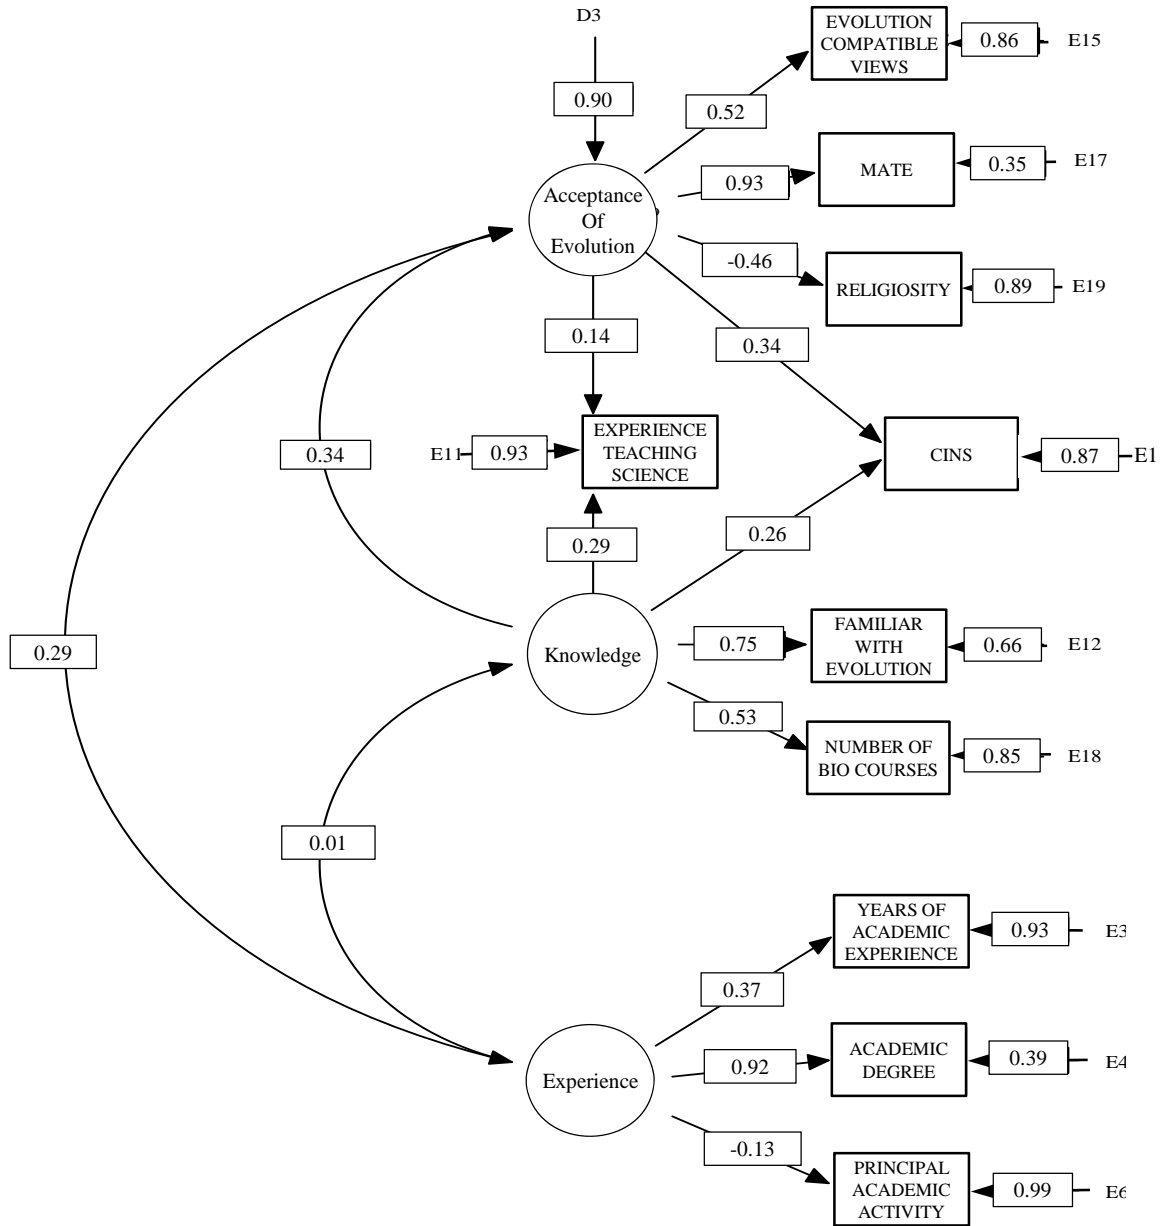 D3
EVOLUTION
COMPATIBLE
VIEWS
0.86
E15
0.90
0.52
MATE
0.35
E17
0.93
Acceptance
Of
Evolution
-0.46
RELIGIOSITY
0.89
E19
0.14
0.34
EXPERIENCE
TEACHING
SCIENCE
E11
0.93
0.34
CINS
0.87
E1
0.29
0.26
FAMILIAR
WITH
EVOLUTION
0.66
E12
0.75
0.29
Knowledge
0.53
NUMBER OF
BIO COURSES
0.85
E18
0.01
YEARS OF
ACADEMIC
EXPERIENCE
0.93
E3
0.37
ACADEMIC
DEGREE
0.39
E4
0.92
Experience
-0.13
PRINCIPAL
ACADEMIC
ACTIVITY
0.99
E6